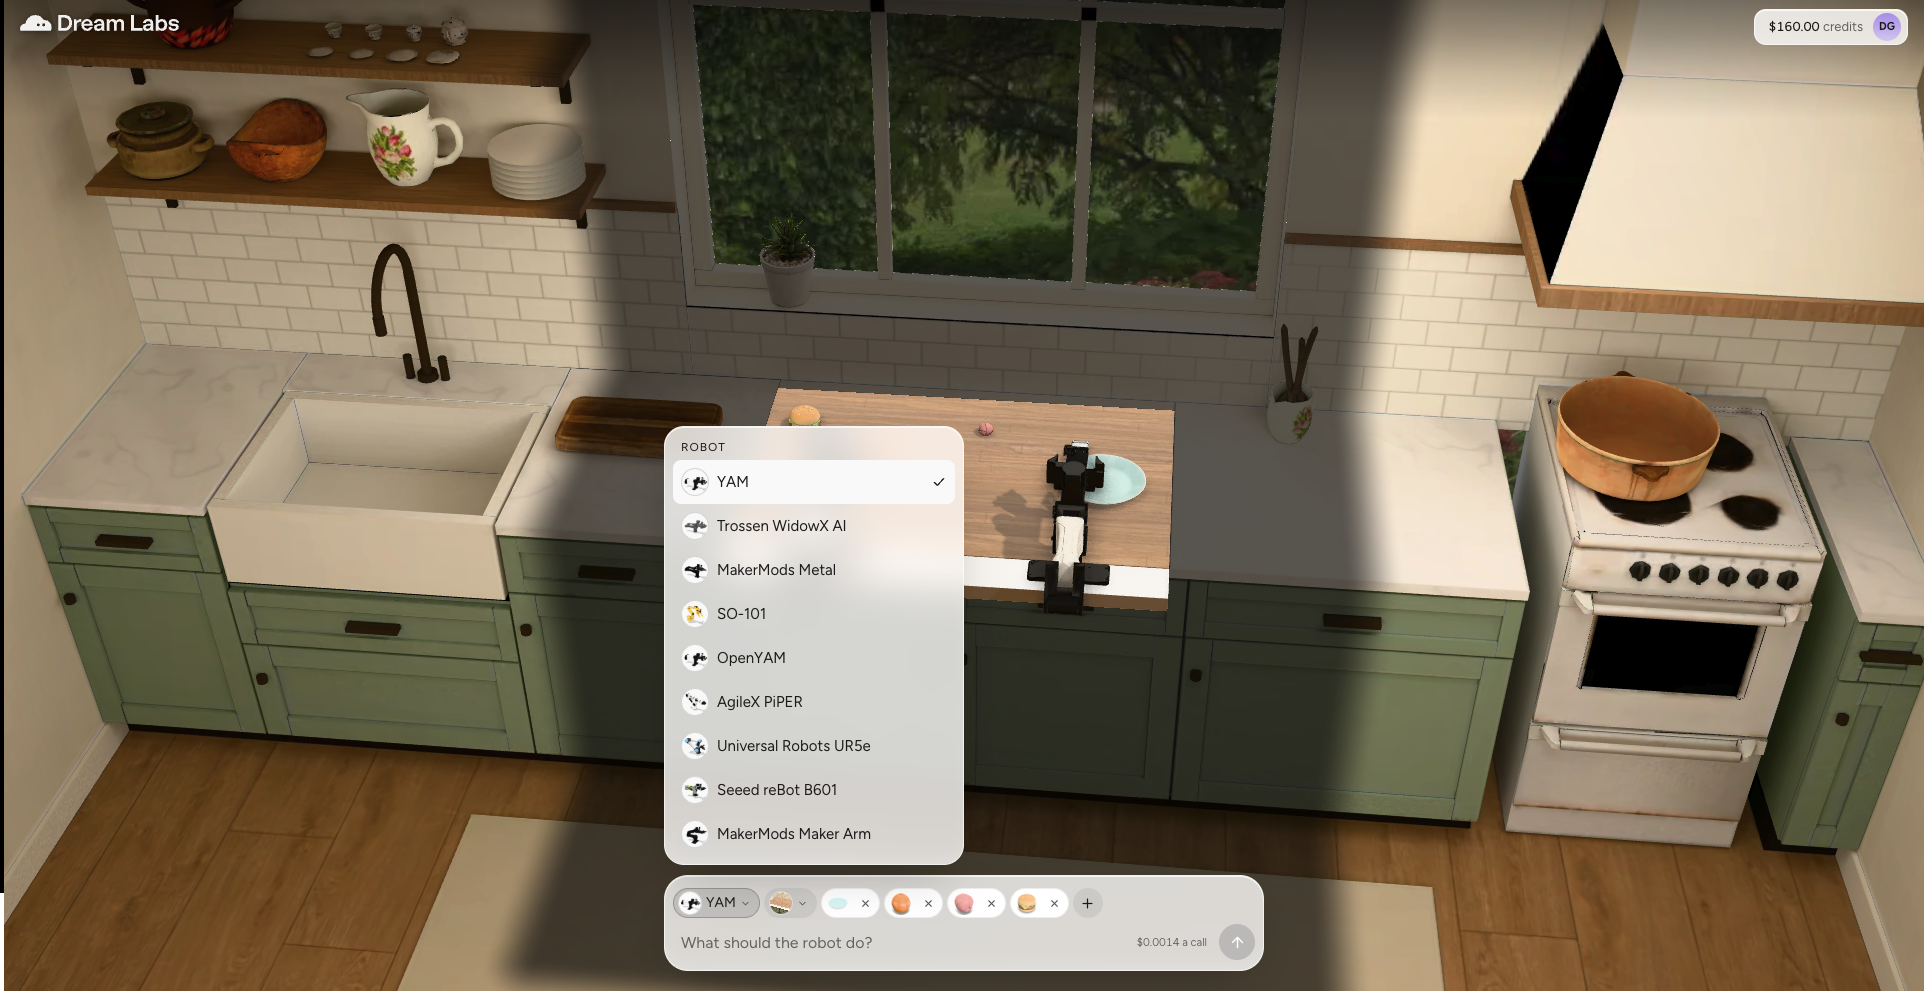 Dream Labs
$160.00 credits DG
ROBOT
YAM
Trossen WidowX AI
MakerMods Metal
SO-101
OpenYAM
AgileX PiPER
Universal Robots UR5e
Seeed reBot B601
MakerMods Maker Arm
YAM
What should the robot do?
$0.0014 a call